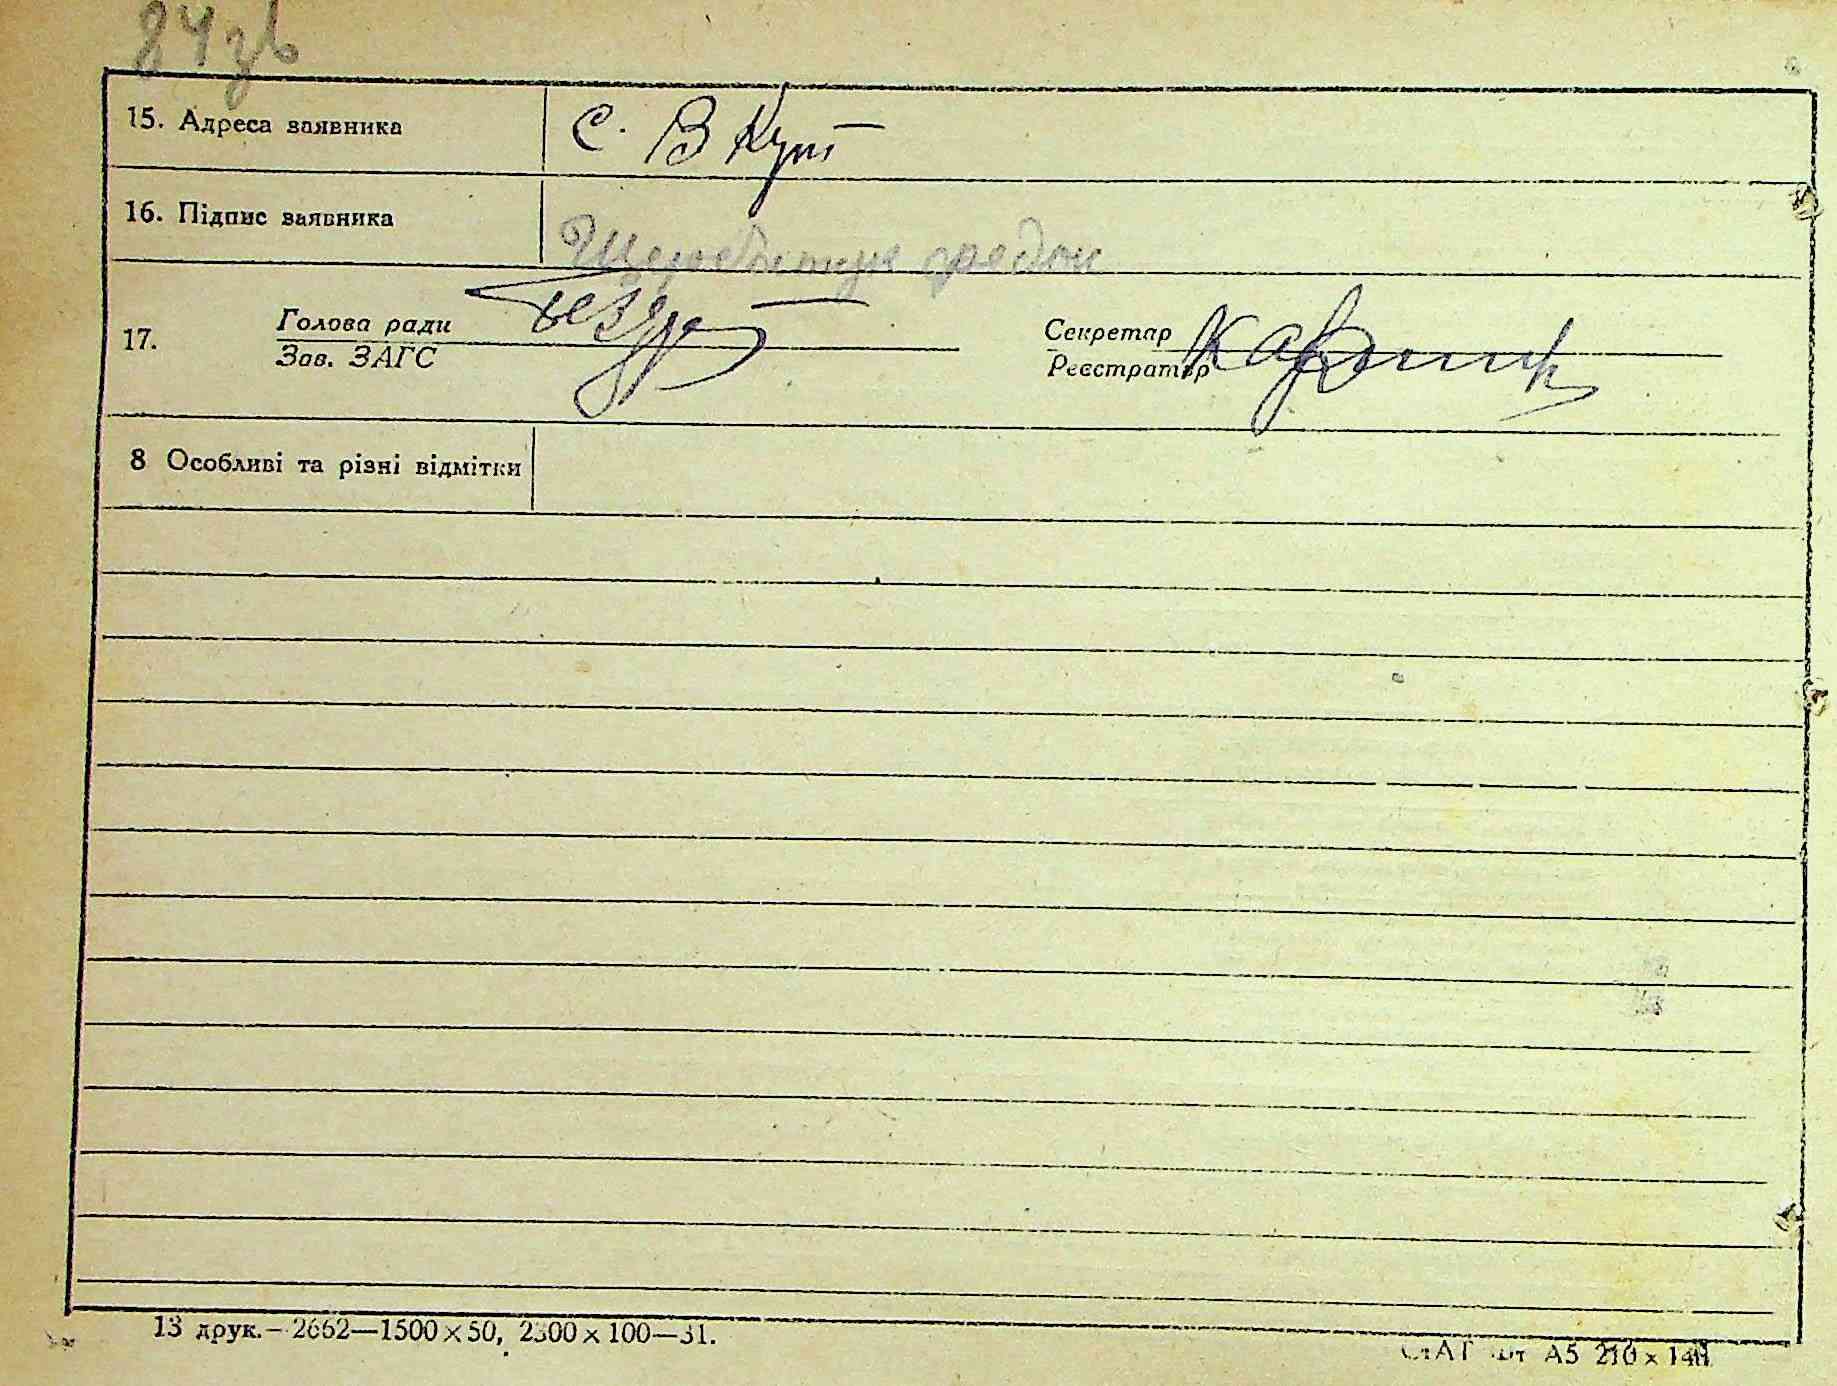 84зв
15. Адреса заявника с. В Кут
16. Підпис заявника
17. Голова ради Секретар
Зав. ЗАГС Реєстратор
8 Особливі та різні відмітки
13 друк.—2662—1500×50, 2300×100—31.
А5 210×148